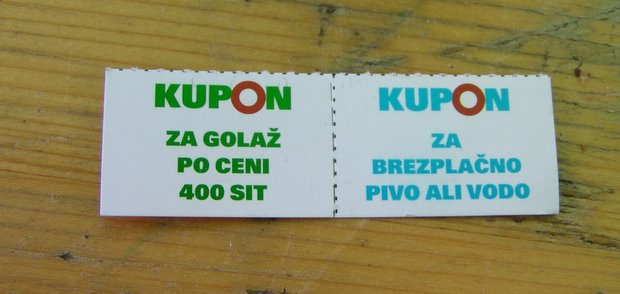 KUPON
ZA GOLAŽ
PO CENI
400 SIT
KUPON
ZA
BREZPLAČNO
PIVO ALI VODO